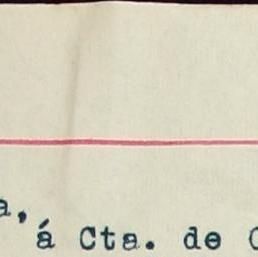 a,
á Cta. de